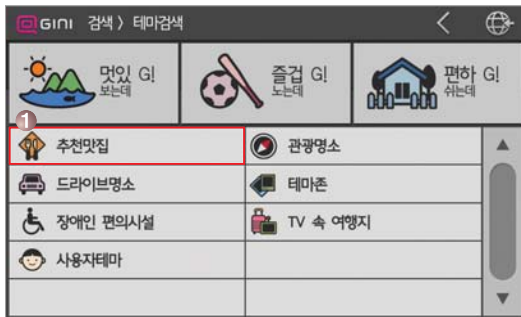 GINI 검색 > 테마검색
멋있 G!
보는데
즐겁 G!
노는데
편하 G!
쉬는데
1
추천맛집
관광명소
드라이브명소
테마존
장애인 편의시설
TV 속 여행지
사용자테마